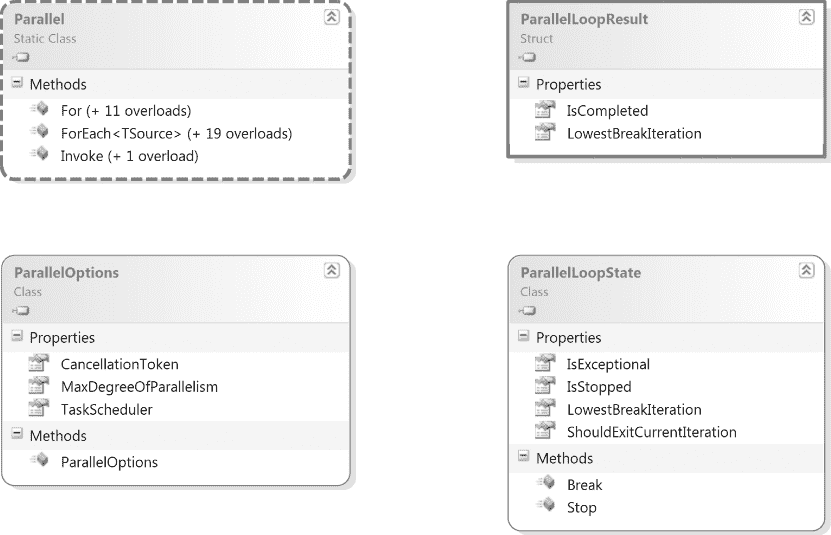 Parallel
Static Class
Methods
For (+ 11 overloads)
ForEach<TSource> (+ 19 overloads)
Invoke (+ 1 overload)
ParallelLoopResult
Struct
Properties
IsCompleted
LowestBreakIteration
ParallelOptions
Class
Properties
CancellationToken
MaxDegreeOfParallelism
TaskScheduler
Methods
ParallelOptions
ParallelLoopState
Class
Properties
IsExceptional
IsStopped
LowestBreakIteration
ShouldExitCurrentIteration
Methods
Break
Stop